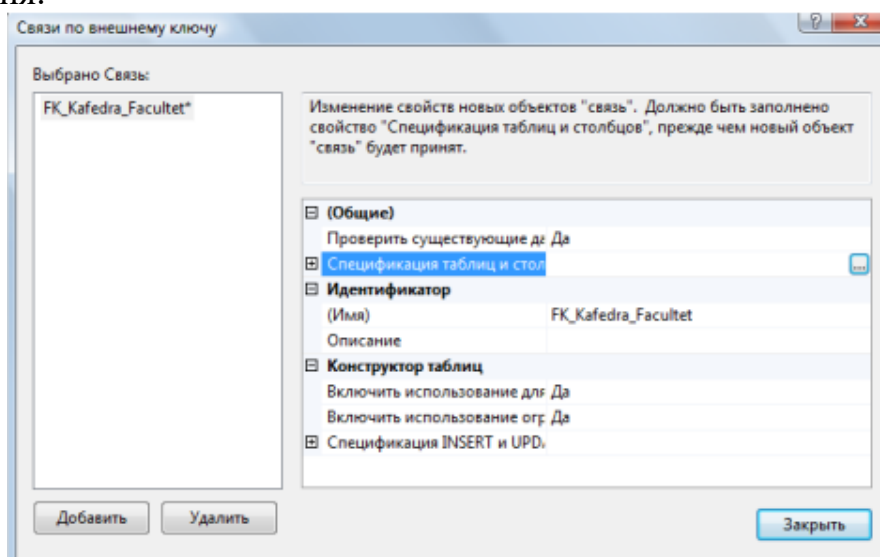 Связи по внешнему ключу
Выбрано Связь:
FK_Kafedra_Facultet*
Изменение свойств новых объектов "связь". Должно быть заполнено
свойство "Спецификация таблиц и столбцов", прежде чем новый объект
"связь" будет принят.
(Общие)
Проверить существующие да Да
Спецификация таблиц и стол
Идентификатор
(Имя) FK_Kafedra_Facultet
Описание
Конструктор таблиц
Включить использование для Да
Включить использование огр Да
Спецификация INSERT и UPD
Добавить Удалить Закрыть